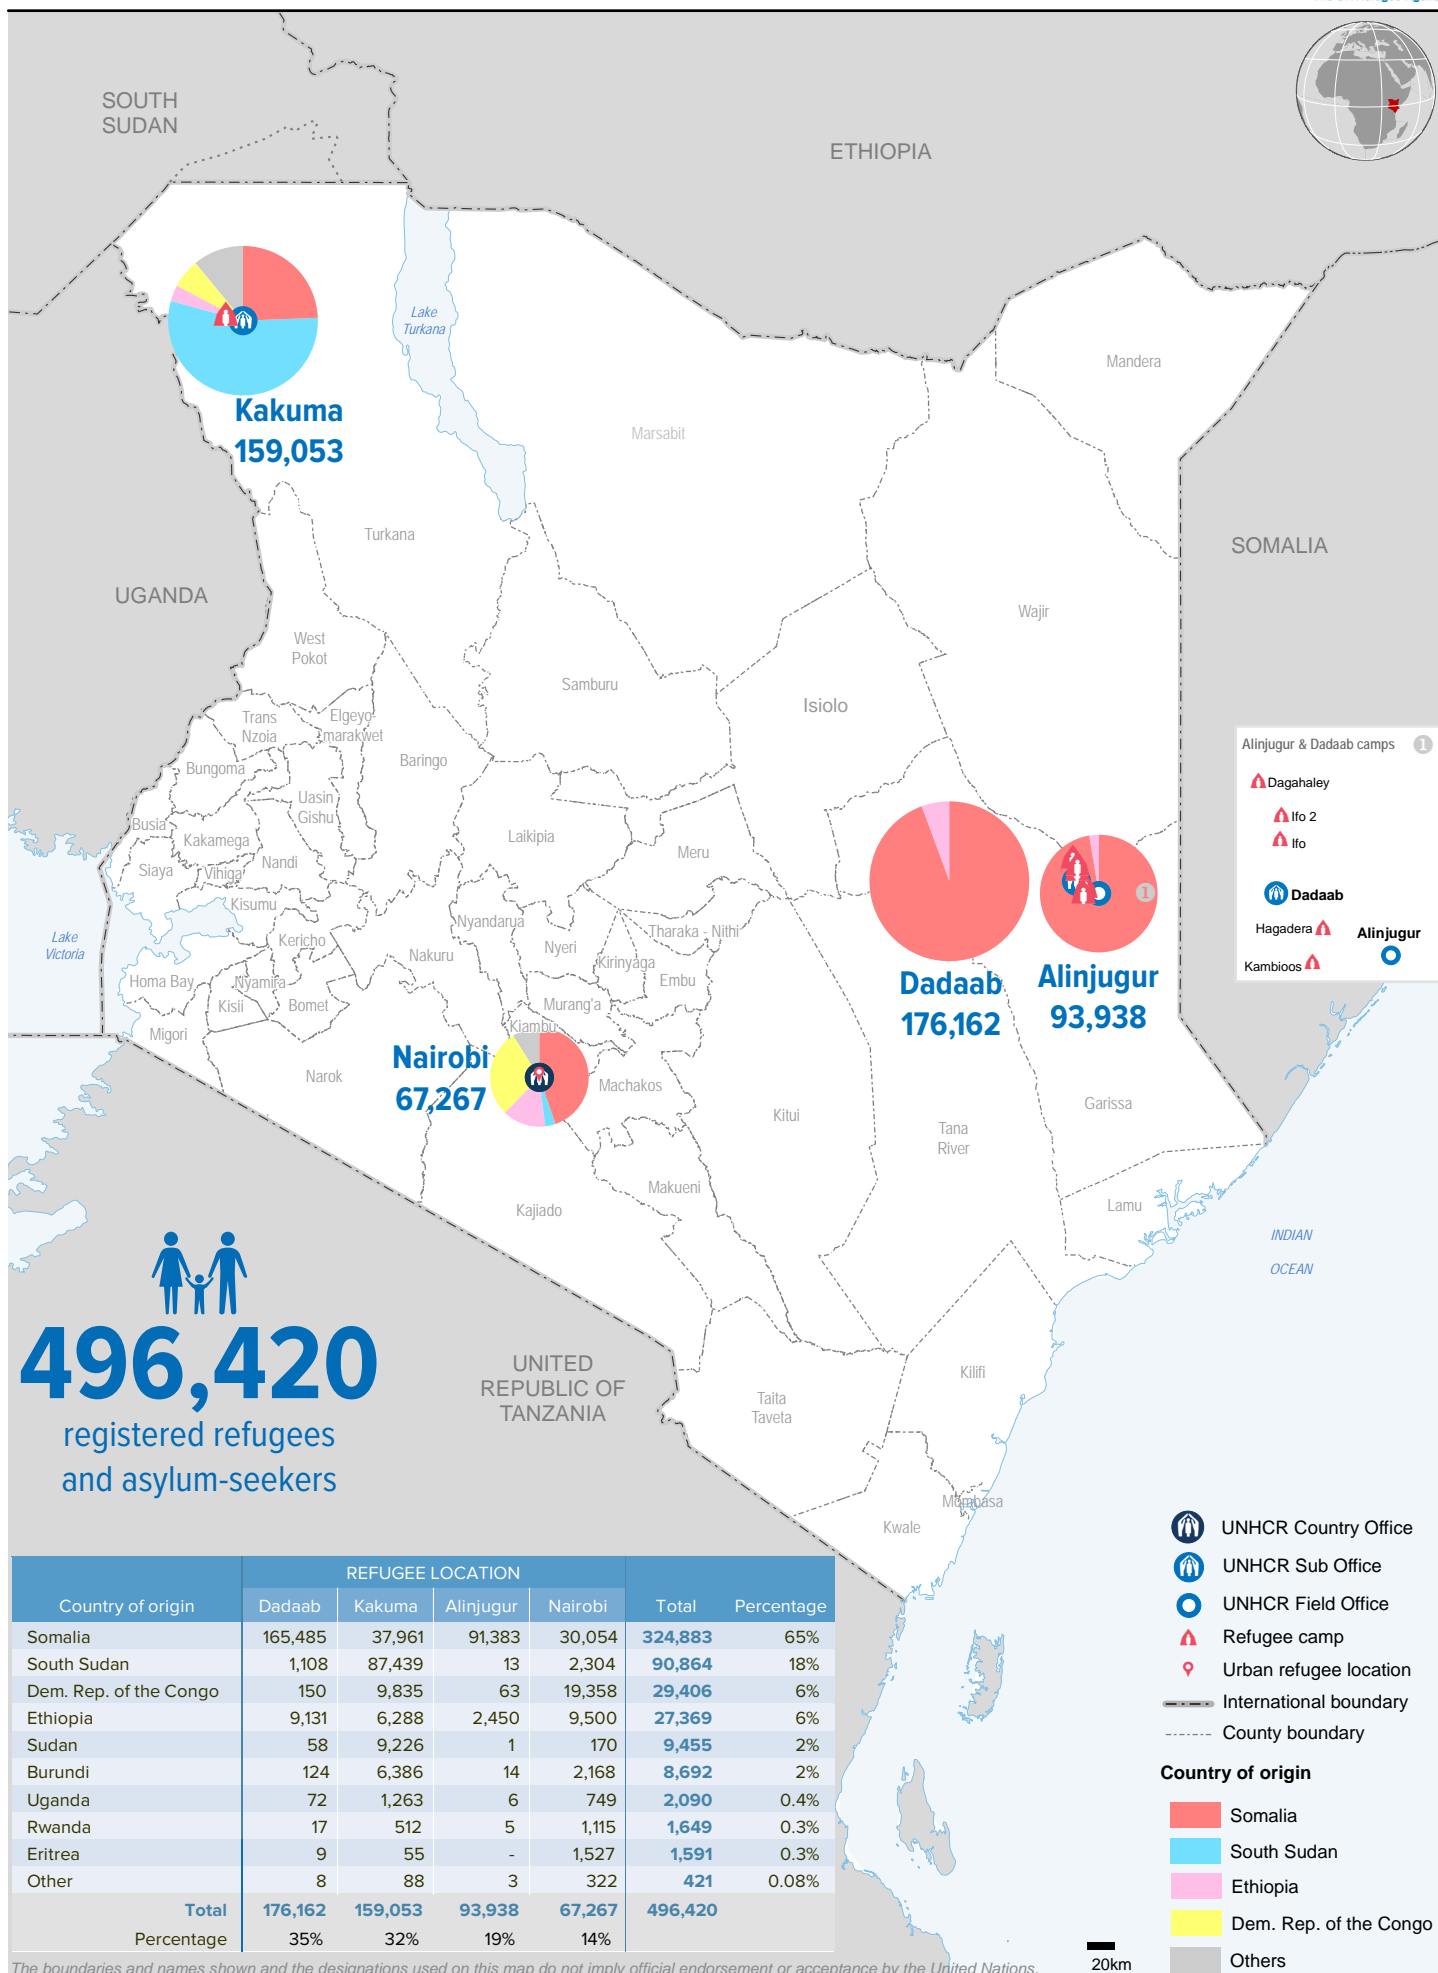 SOUTH
SUDAN
ETHIOPIA
Kakuma
159,053
Lake
Turkana
Mandera
Marsabit
Turkana
SOMALIA
UGANDA
Wajir
West
Pokot
Samburu
Isiolo
Trans
Nzoia
Elgeyo-
marakwet
Baringo
Bungoma
Uasin
Gishu
Busia
Kakamega
Laikipia
Meru
Siaya
Vihiga
Nandi
Kisumu
Nyandarua
Tharaka - Nithi
Lake
Victoria
Kericho
Nakuru
Nyeri
Kirinyaga
Embu
Homa Bay
Nyamira
Kisii
Bomet
Murang'a
Kiambu
Migori
Narok
Nairobi
67,267
Machakos
Kitui
Dadaab
176,162
Alinjugur
93,938
1
Alinjugur & Dadaab camps 1
Dagahaley
Ifo 2
Ifo
Dadaab
Hagadera
Alinjugur
Kambioos
Garissa
Tana
River
Makueni
Kajiado
Lamu
INDIAN
OCEAN
496,420
registered refugees
and asylum-seekers
UNITED
REPUBLIC OF
TANZANIA
Kilifi
Taita
Taveta
Mombasa
Kwale
REFUGEE LOCATION
Country of origin Dadaab Kakuma Alinjugur Nairobi Total Percentage
Somalia 165,485 37,961 91,383 30,054 324,883 65%
South Sudan 1,108 87,439 13 2,304 90,864 18%
Dem. Rep. of the Congo 150 9,835 63 19,358 29,406 6%
Ethiopia 9,131 6,288 2,450 9,500 27,369 6%
Sudan 58 9,226 1 170 9,455 2%
Burundi 124 6,386 14 2,168 8,692 2%
Uganda 72 1,263 6 749 2,090 0.4%
Rwanda 17 512 5 1,115 1,649 0.3%
Eritrea 9 55 - 1,527 1,591 0.3%
Other 8 88 3 322 421 0.08%
Total 176,162 159,053 93,938 67,267 496,420
Percentage 35% 32% 19% 14%
UNHCR Country Office
UNHCR Sub Office
UNHCR Field Office
Refugee camp
Urban refugee location
International boundary
County boundary
Country of origin
Somalia
South Sudan
Ethiopia
Dem. Rep. of the Congo
Others
20km
The boundaries and names shown and the designations used on this map do not imply official endorsement or acceptance by the United Nations.